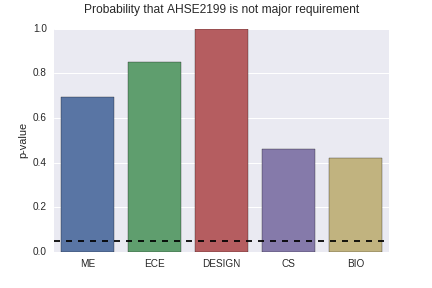 Probability that AHSE2199 is not major requirement
1.0
0.8
0.6
0.4
0.2
0.0
p-value
ME ECE DESIGN CS BIO